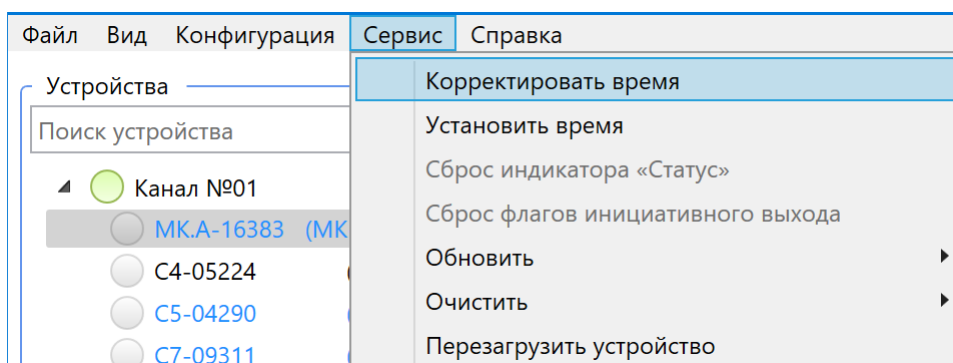 Файл Вид Конфигурация Сервис Справка
Устройства
Поиск устройства
Канал №01
МК.А-16383 (МК
С4-05224
С5-04290
С7-09311
Корректировать время
Установить время
Сброс индикатора «Статус»
Сброс флагов инициативного выхода
Обновить
Очистить
Перезагрузить устройство